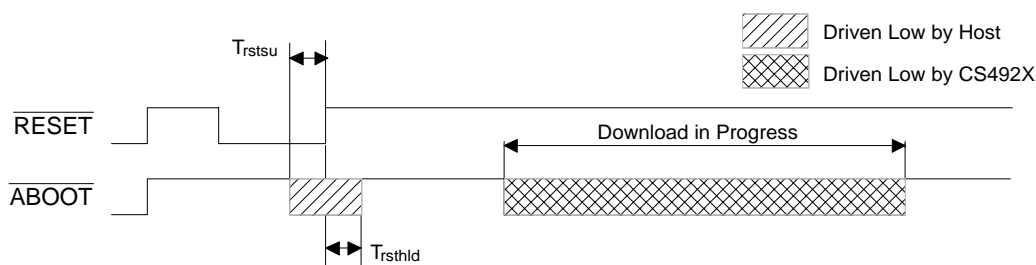 Trstsu
Driven Low by Host
Driven Low by CS492X
RESET
Download in Progress
ABOOT
Trsthld